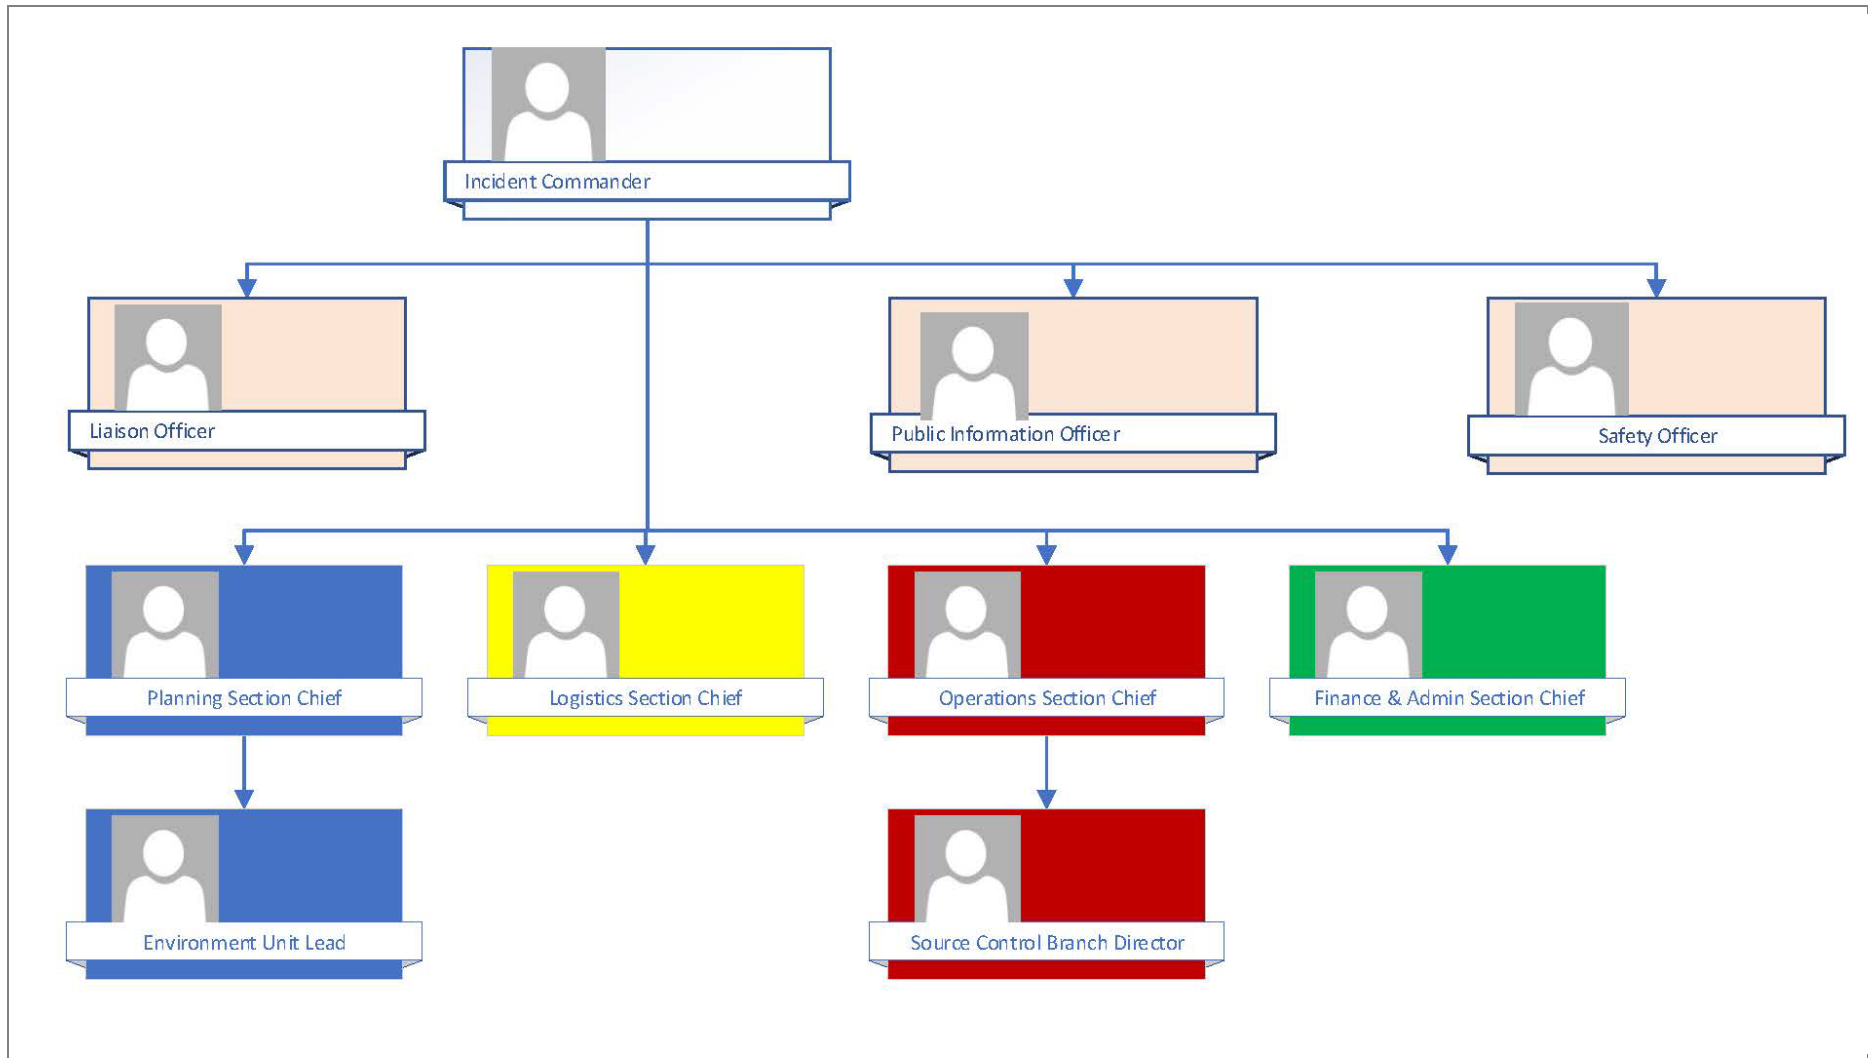 Incident Commander
Liaison Officer
Public Information Officer
Safety Officer
Planning Section Chief
Logistics Section Chief
Operations Section Chief
Finance & Admin Section Chief
Environment Unit Lead
Source Control Branch Director